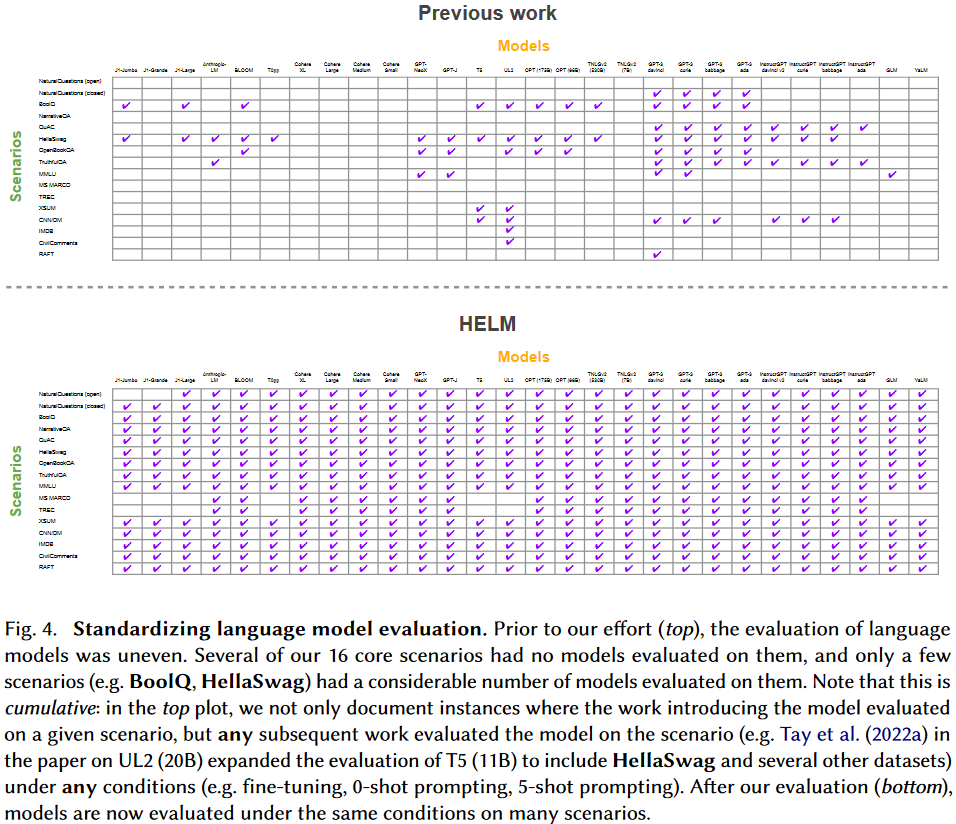 Previous work
Models
J1-Jumbo J1-Grande J1-Large Anthropic-LM BLOOM T0pp Cohere XL Cohere Large Cohere Medium Cohere Small GPT-NeoX GPT-J T5 UL2 OPT (175B) OPT (66B) TNLGv2 (530B) TNLGv2 (7B) GPT-3 davinci GPT-3 curie GPT-3 babbage GPT-3 ada InstructGPT davinci v2 InstructGPT curie InstructGPT babbage InstructGPT ada GLM YaLM
Scenarios
NaturalQuestions (open)
NaturalQuestions (closed)
BoolQ
NarrativeQA
QuAC
HellaSwag
OpenBookQA
TruthfulQA
MMLU
MS MARCO
TREC
XSUM
CNN/DM
IMDB
CivilComments
RAFT
HELM
Models
J1-Jumbo J1-Grande J1-Large Anthropic-LM BLOOM T0pp Cohere XL Cohere Large Cohere Medium Cohere Small GPT-NeoX GPT-J T5 UL2 OPT (175B) OPT (66B) TNLGv2 (530B) TNLGv2 (7B) GPT-3 davinci GPT-3 curie GPT-3 babbage GPT-3 ada InstructGPT davinci v2 InstructGPT curie InstructGPT babbage InstructGPT ada GLM YaLM
Scenarios
NaturalQuestions (open)
NaturalQuestions (closed)
BoolQ
NarrativeQA
QuAC
HellaSwag
OpenBookQA
TruthfulQA
MMLU
MS MARCO
TREC
XSUM
CNN/DM
IMDB
CivilComments
RAFT
Fig. 4. Standardizing language model evaluation. Prior to our effort (top), the evaluation of language
models was uneven. Several of our 16 core scenarios had no models evaluated on them, and only a few
scenarios (e.g. BoolQ, HellaSwag) had a considerable number of models evaluated on them. Note that this is
cumulative: in the top plot, we not only document instances where the work introducing the model evaluated
on a given scenario, but any subsequent work evaluated the model on the scenario (e.g. Tay et al. (2022a) in
the paper on UL2 (20B) expanded the evaluation of T5 (11B) to include HellaSwag and several other datasets)
under any conditions (e.g. fine-tuning, 0-shot prompting, 5-shot prompting). After our evaluation (bottom),
models are now evaluated under the same conditions on many scenarios.